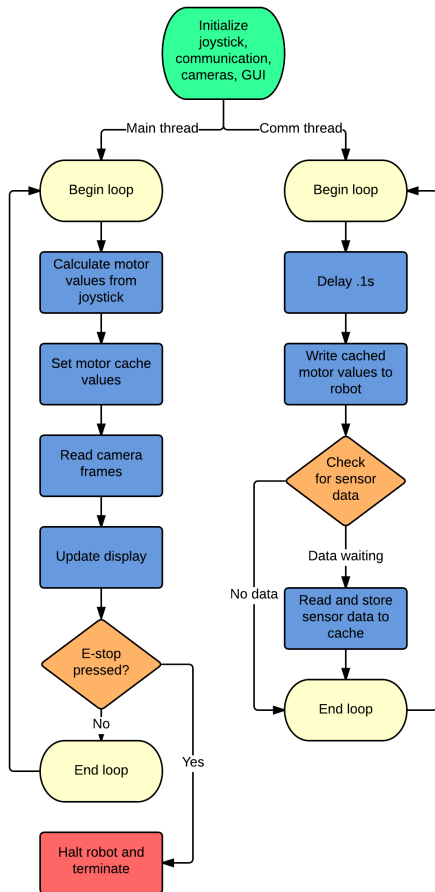 Initialize
joystick,
communication,
cameras, GUI
Main thread
Comm thread
Begin loop
Calculate motor
values from
joystick
Set motor cache
values
Read camera
frames
Update display
E-stop
pressed?
No
Yes
End loop
Halt robot and
terminate
Begin loop
Delay .1s
Write cached
motor values to
robot
Check
for sensor
data
Data waiting
No data
Read and store
sensor data to
cache
End loop